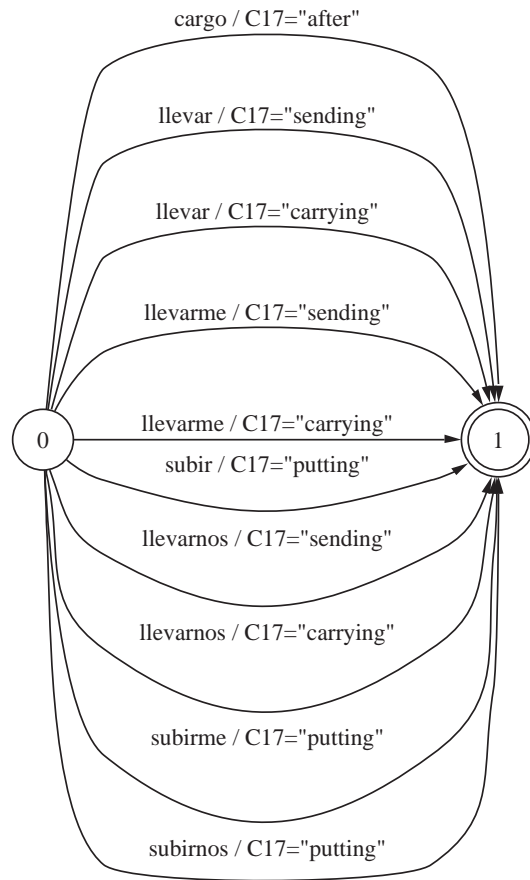 cargo / C17="after"
llevar / C17="sending"
llevar / C17="carrying"
llevarme / C17="sending"
llevarme / C17="carrying"
0
1
subir / C17="putting"
llevarnos / C17="sending"
llevarnos / C17="carrying"
subirme / C17="putting"
subirnos / C17="putting"